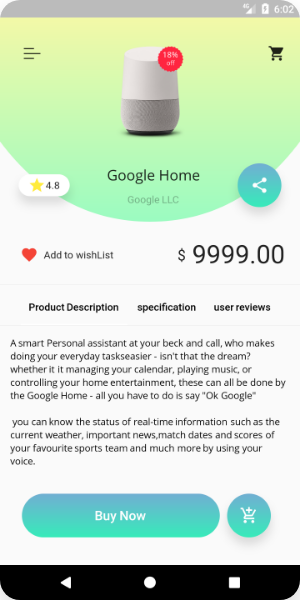 4G 6:02
18%
off
Google Home
4.8
Google LLC
Add to wishList
$ 9999.00
Product Description specification user reviews
A smart Personal assistant at your beck and call, who makes
doing your everyday taskseasier - isn't that the dream?
whether it it managing your calendar, playing music, or
controlling your home entertainment, these can all be done by
the Google Home - all you have to do is say "Ok Google"
you can know the status of real-time information such as the
current weather, important news,match dates and scores of
your favourite sports team and much more by using your
voice.
Buy Now